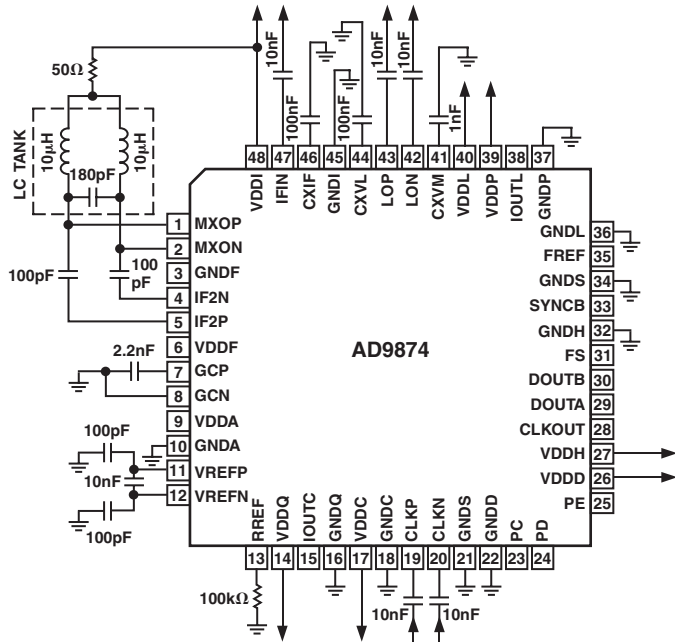 50Ω
LC TANK
10μH
10μH
180pF
100pF
100
pF
2.2nF
100pF
10nF
100pF
10nF
100nF
100nF
10nF
10nF
1nF
48 47 46 45 44 43 42 41 40 39 38 37
VDDI IFIN CXIF GNDI CXVL LOP LON CXVM VDDL VDDP IOUTL GNDP
1 MXOP
2 MXON
3 GNDF
4 IF2N
5 IF2P
6 VDDF
7 GCP
8 GCN
9 VDDA
10 GNDA
11 VREFP
12 VREFN
AD9874
GNDL 36
FREF 35
GNDS 34
SYNCB 33
GNDH 32
FS 31
DOUTB 30
DOUTA 29
CLKOUT 28
VDDH 27
VDDD 26
PE 25
RREF VDDQ IOUTC GNDQ VDDC GNDC CLKP CLKN GNDS GNDD PC PD
13 14 15 16 17 18 19 20 21 22 23 24
100kΩ
10nF
10nF